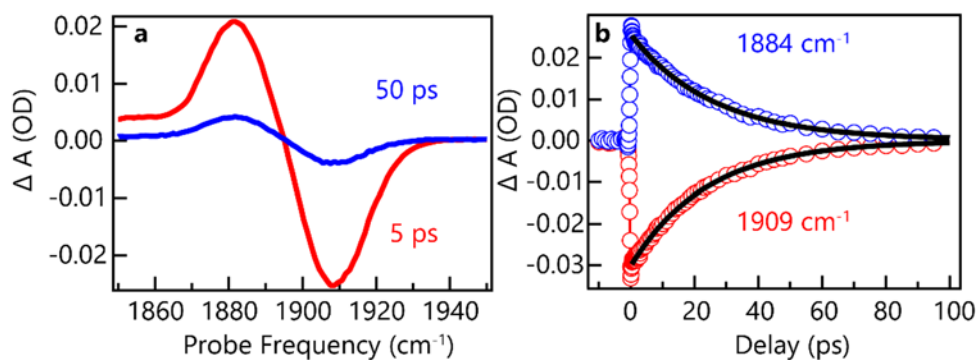 a
Δ A (OD)
0.02
0.01
0.00
-0.01
-0.02
50 ps
5 ps
1860 1880 1900 1920 1940
Probe Frequency (cm⁻¹)
b
Δ A (OD)
0.02
0.01
0.00
-0.01
-0.02
-0.03
1884 cm⁻¹
1909 cm⁻¹
0 20 40 60 80 100
Delay (ps)